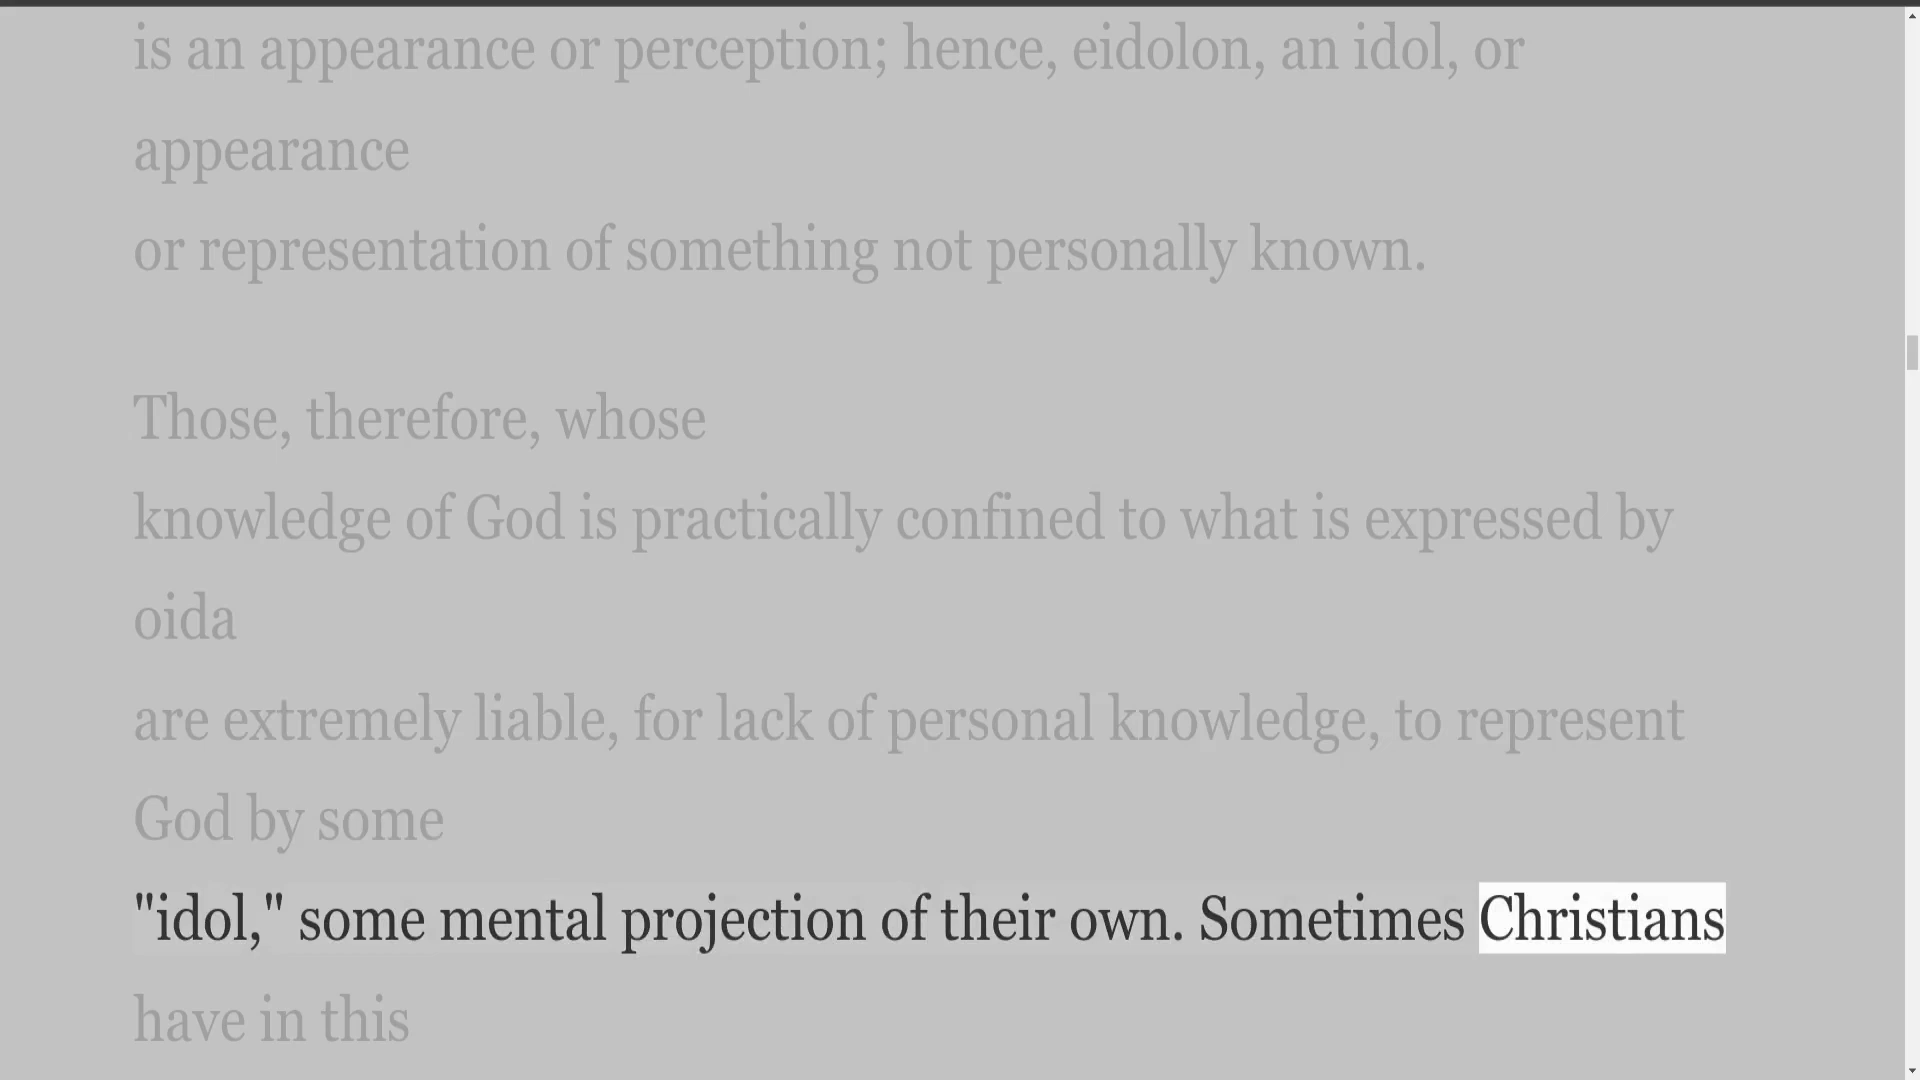 is an appearance or perception; hence, eidolon, an idol, or
appearance
or representation of something not personally known.
Those, therefore, whose
knowledge of God is practically confined to what is expressed by
oida
are extremely liable, for lack of personal knowledge, to represent
God by some
"idol," some mental projection of their own. Sometimes Christians
have in this